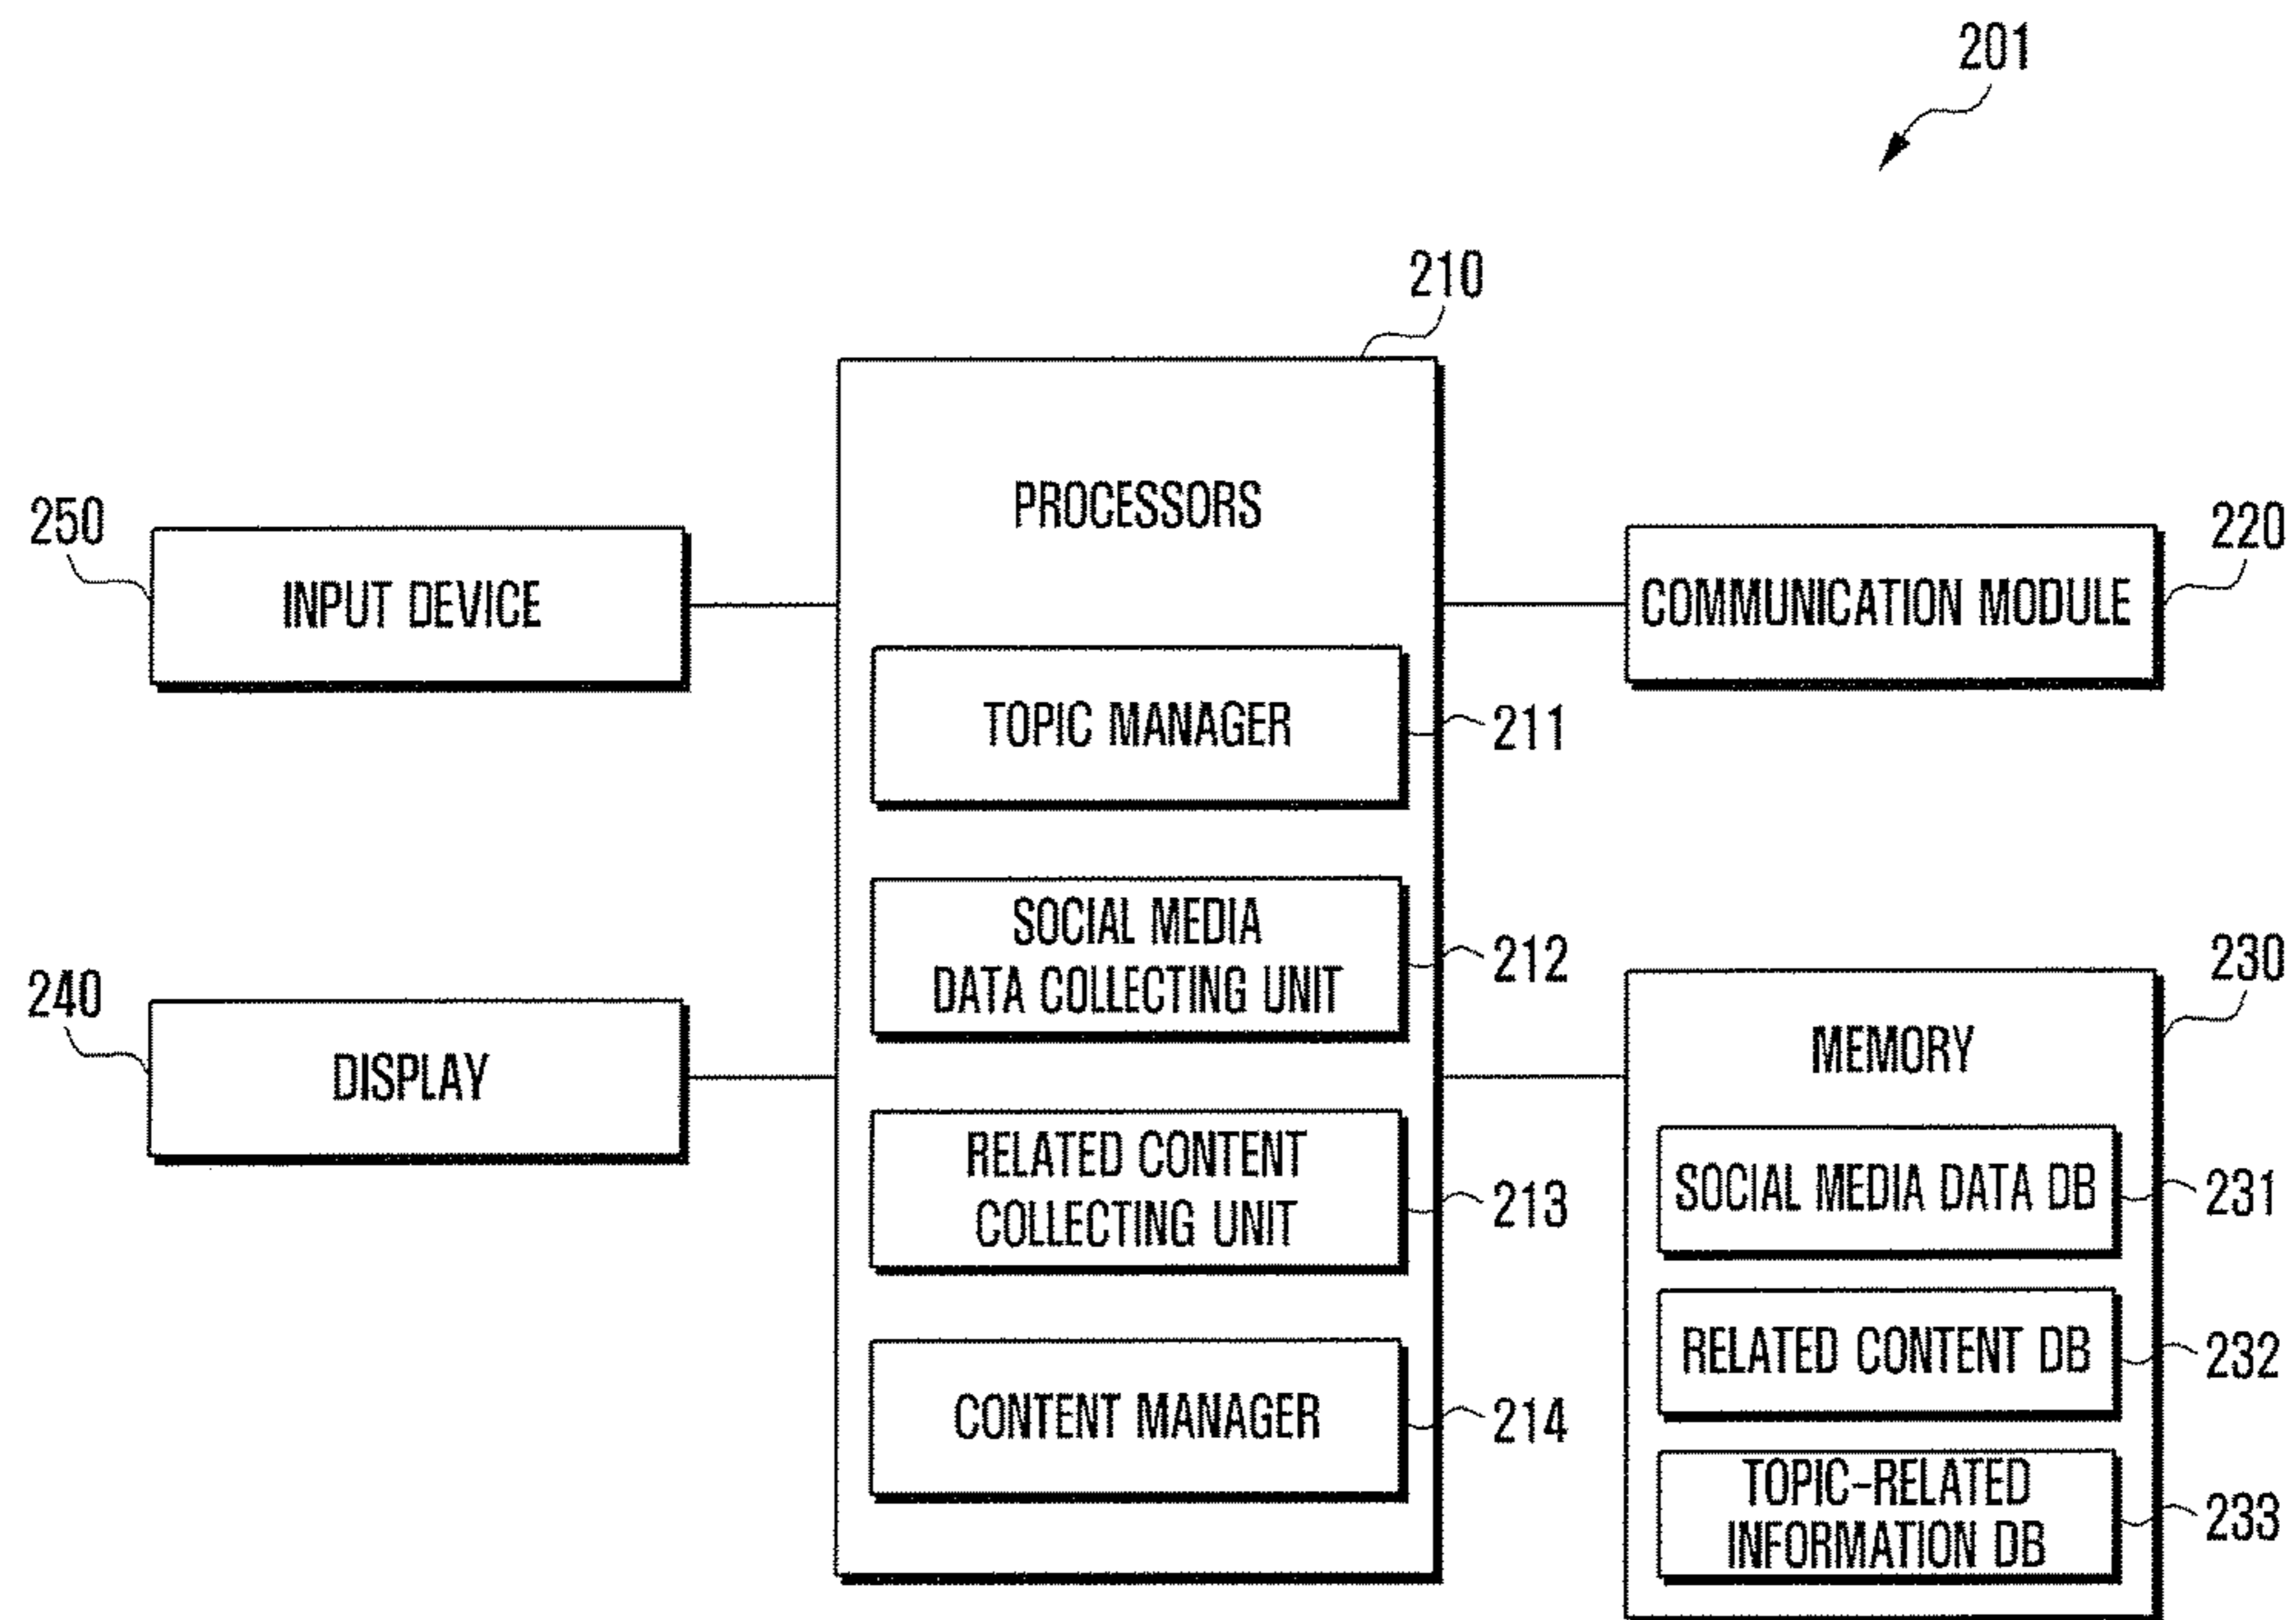 201
210
PROCESSORS
250
INPUT DEVICE
220
COMMUNICATION MODULE
TOPIC MANAGER
211
SOCIAL MEDIA
DATA COLLECTING UNIT
212
240
DISPLAY
230
MEMORY
RELATED CONTENT
COLLECTING UNIT
213
SOCIAL MEDIA DATA DB
231
RELATED CONTENT DB
232
CONTENT MANAGER
214
TOPIC-RELATED
INFORMATION DB
233